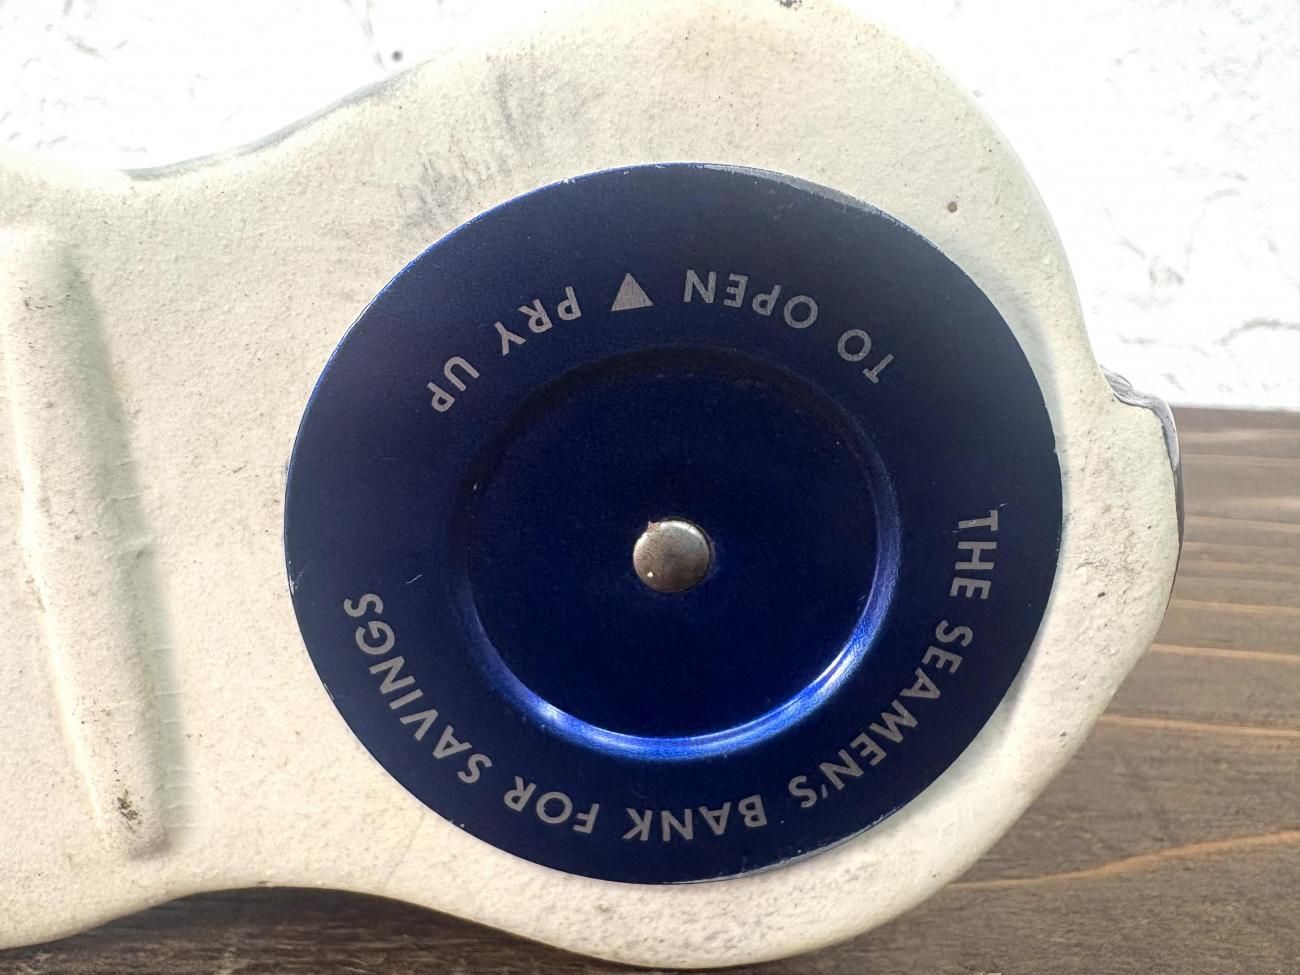 THE SEAMEN'S BANK FOR SAVINGS
TO OPEN ▲ PRY UP